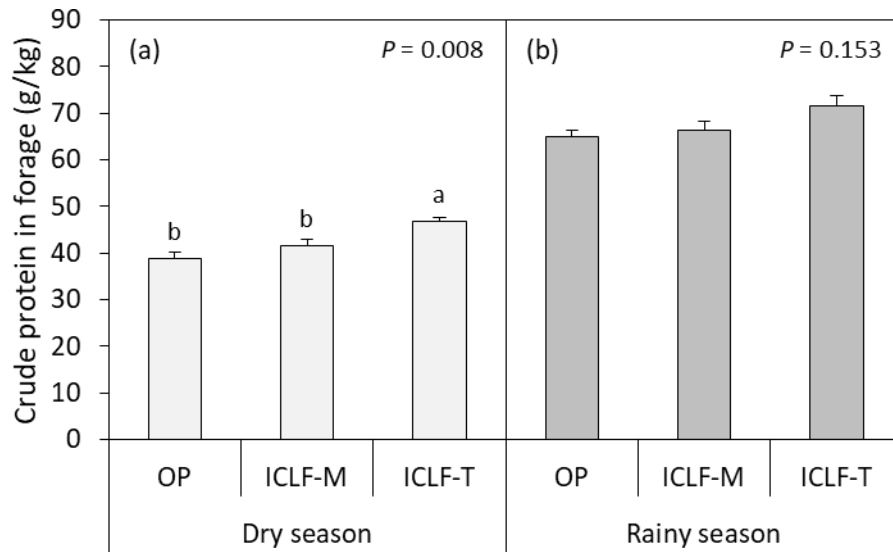 Crude protein in forage (g/kg)
90
80
70
60
50
40
30
20
10
0
(a)
P = 0.008
b
b
a
(b)
P = 0.153
OP
ICLF-M
ICLF-T
OP
ICLF-M
ICLF-T
Dry season
Rainy season